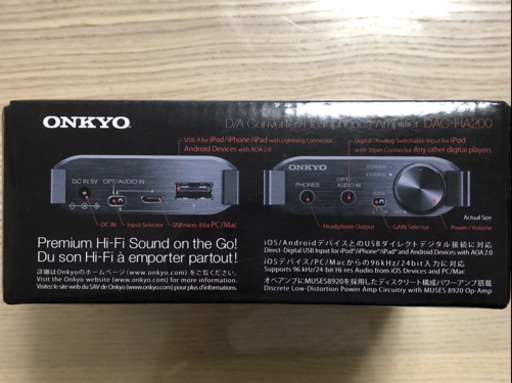 ONKYO
D/A Converter/Headphones Amplifier DAC-HA200
USB-A for iPod/iPhone/iPad with Lightning Connector
Android Devices with AOA 2.0
Digital/Analog Switchable Input for iPod
with 30pin Connector Any other digital players
DC IN 5V
OPT/AUDIO IN
DC IN
Input Selector
USB micro-B for PC/Mac
ONKYO
POWER
CHARGE
PHONES
OPT/
AUDIO IN
GAIN
Actual Size
Headphone Output
GAIN Selector
Power / Volume
Premium Hi-Fi Sound on the Go!
Du son Hi-Fi à emporter partout!
詳細はOnkyoのホームページ (www.onkyo.com) をご覧ください。
Visit the Onkyo website (www.onkyo.com) for more information.
Visitez le site web du SAV de Onkyo (www.onkyo.com) pour plus d'informations.
iOS/AndroidデバイスとのUSBダイレクトデジタル接続に対応
Direct-Digital USB Input for iPod®/iPhone®/iPad® and Android Devices with AOA 2.0
iOSデバイス/PC/Macからの96kHz/24bit入力に対応
Supports 96 kHz/24-bit Hi-res Audio from iOS Devices and PC/Mac
オペアンプにMUSES8920を採用したディスクリート構成パワーアンプ搭載
Discrete Low-Distortion Power Amp Circuitry with MUSES 8920 Op-Amp